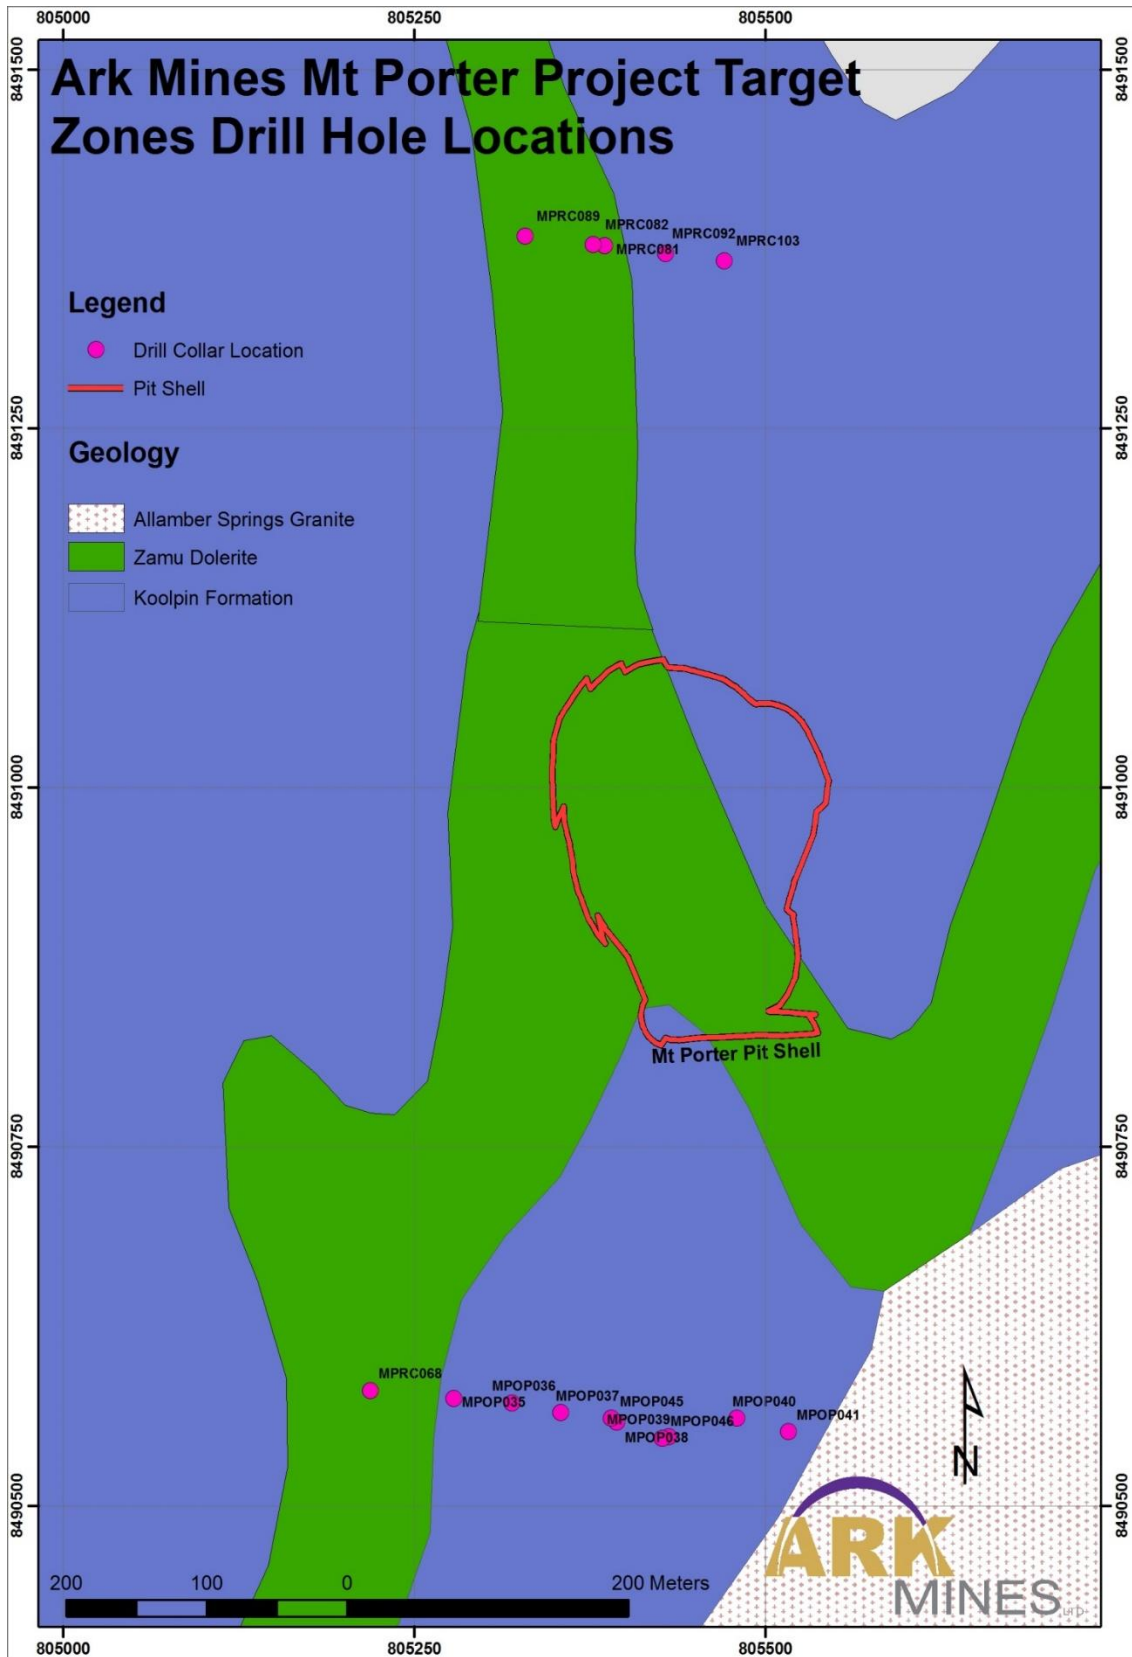 805000 805250 805500
8491500 8491500
Ark Mines Mt Porter Project Target
Zones Drill Hole Locations
MPRC089
MPRC082
MPRC081
MPRC092
MPRC103
Legend
Drill Collar Location
Pit Shell
8491250 8491250
Geology
Allamber Springs Granite
Zamu Dolerite
Koolpin Formation
8491000 8491000
Mt Porter Pit Shell
8490750 8490750
MPRC068
MPOP035
MPOP036
MPOP037
MPOP045
MPOP039
MPOP046
MPOP038
MPOP040
MPOP041
N
8490500 8490500
ARK
MINES LTD
200 100 0 200 Meters
805000 805250 805500